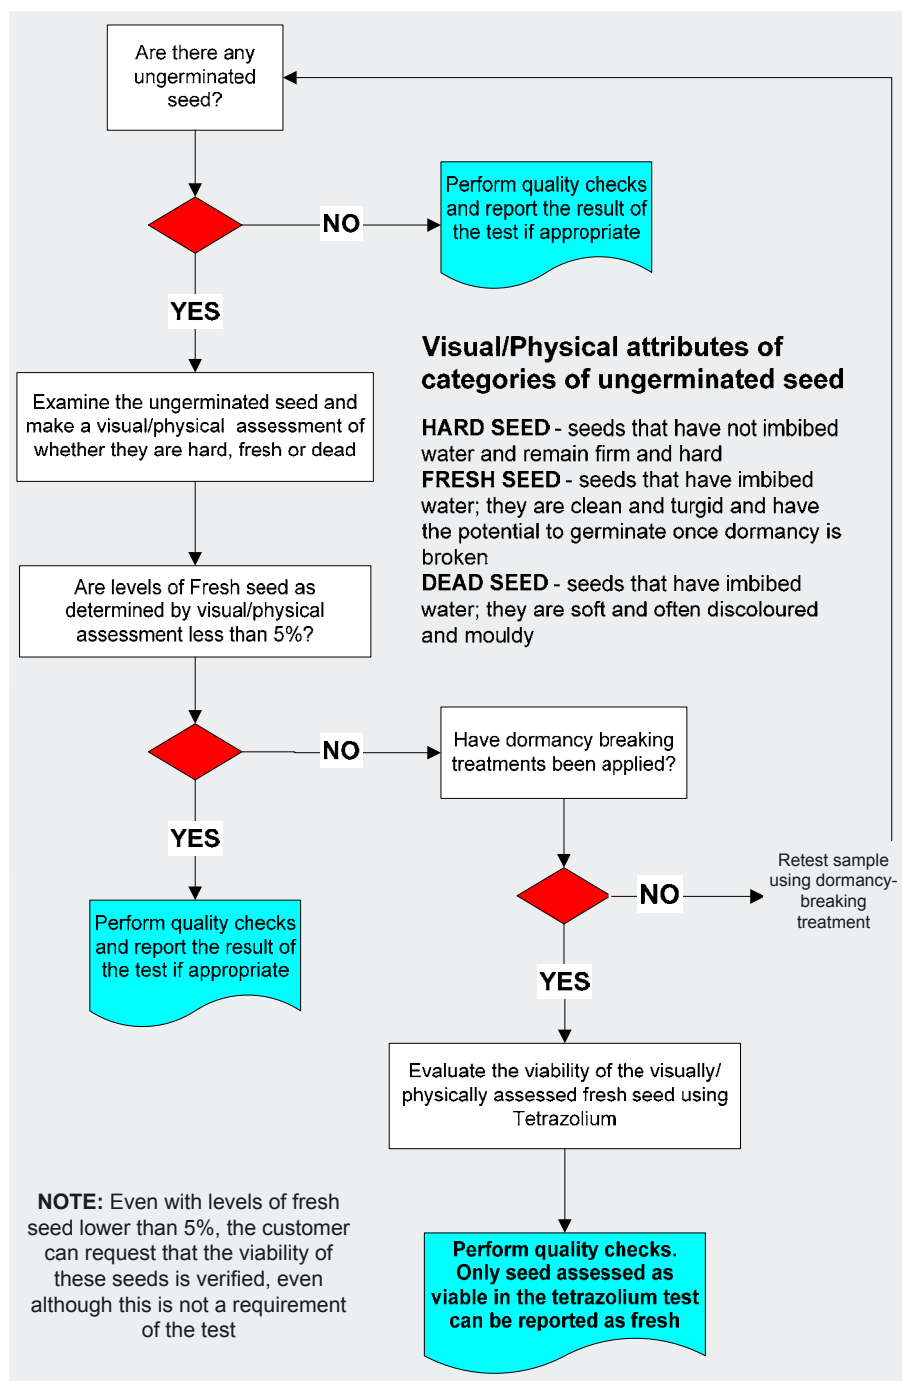 Are there any
ungerminated
seed?
NO
Perform quality checks
and report the result of
the test if appropriate
YES
Visual/Physical attributes of
categories of ungerminated seed
Examine the ungerminated seed and
make a visual/physical assessment of
whether they are hard, fresh or dead
HARD SEED - seeds that have not imbibed
water and remain firm and hard
FRESH SEED - seeds that have imbibed
water; they are clean and turgid and have
the potential to germinate once dormancy is
broken
DEAD SEED - seeds that have imbibed
water; they are soft and often discoloured
and mouldy
Are levels of Fresh seed as
determined by visual/physical
assessment less than 5%?
NO
Have dormancy breaking
treatments been applied?
YES
Perform quality checks
and report the result of
the test if appropriate
NO
Retest sample
using dormancy-
breaking
treatment
YES
Evaluate the viability of the visually/
physically assessed fresh seed using
Tetrazolium
NOTE: Even with levels of fresh
seed lower than 5%, the customer
can request that the viability of
these seeds is verified, even
although this is not a requirement
of the test
Perform quality checks.
Only seed assessed as
viable in the tetrazolium test
can be reported as fresh